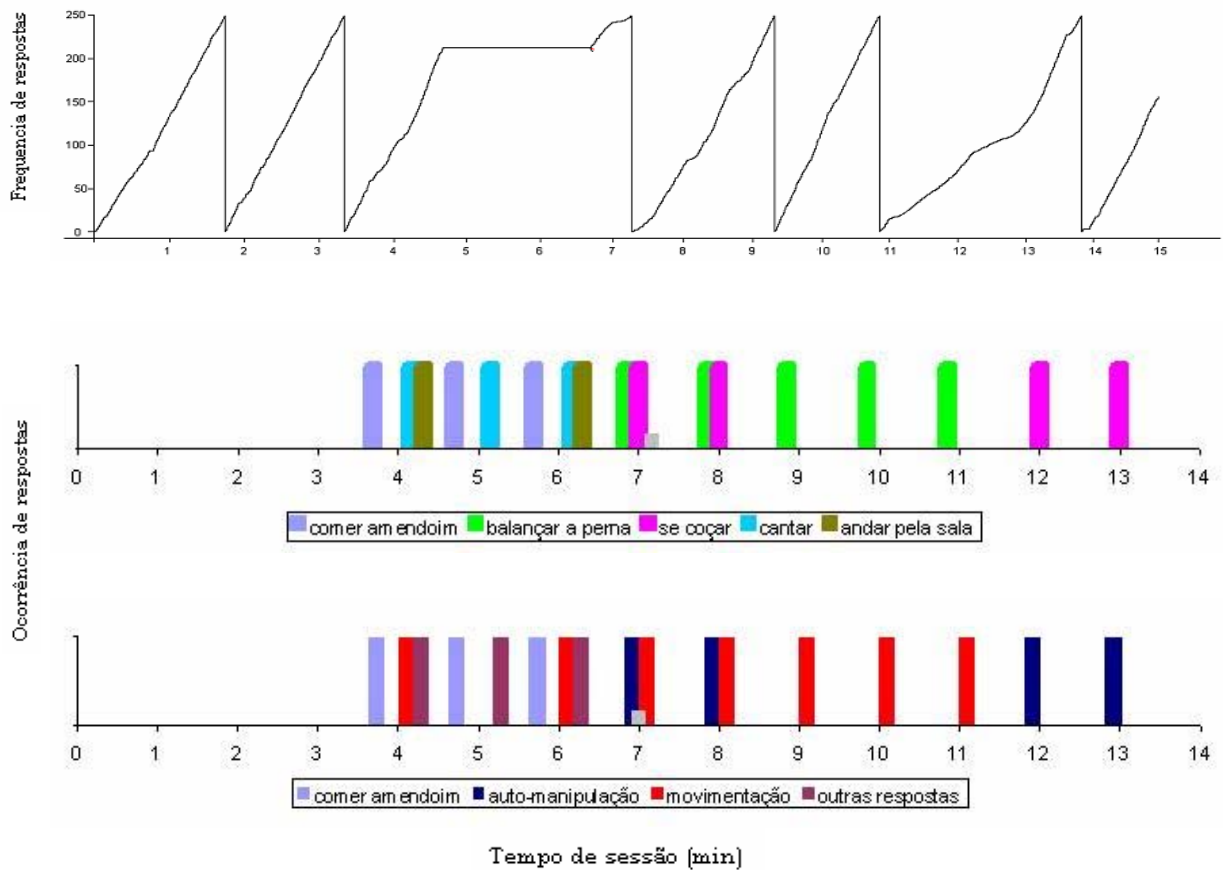 Frequencia de respostas
250
200
150
100
50
0
1 2 3 4 5 6 7 8 9 10 11 12 13 14 15
Ocorrência de respostas
0 1 2 3 4 5 6 7 8 9 10 11 12 13 14
comer amendoim balançar a perna se coçar cantar andar pela sala
0 1 2 3 4 5 6 7 8 9 10 11 12 13 14
comer amendoim auto-manipulação movimentação outras respostas
Tempo de sessão (min)